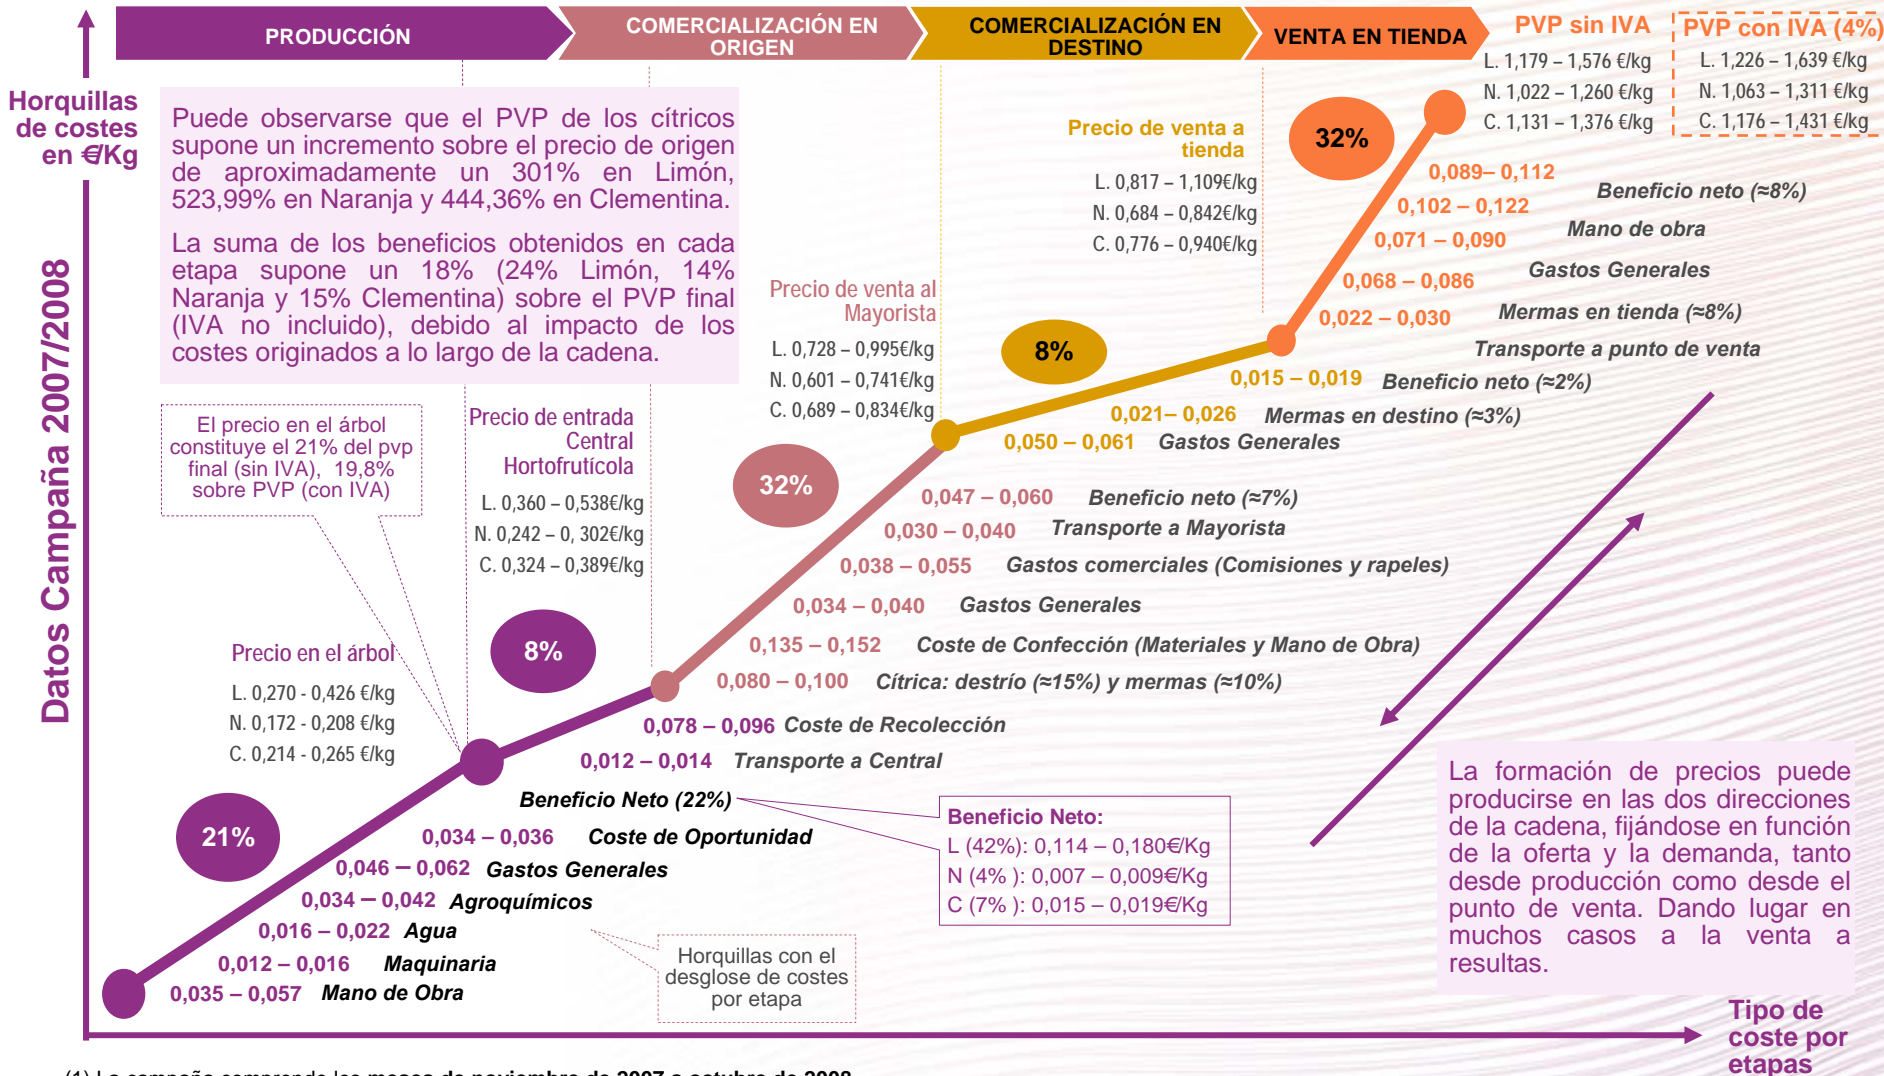 PRODUCCIÓN
COMERCIALIZACIÓN EN
ORIGEN
COMERCIALIZACIÓN EN
DESTINO
VENTA EN TIENDA
PVP sin IVA
L. 1,179 – 1,576 €/kg
N. 1,022 – 1,260 €/kg
C. 1,131 – 1,376 €/kg
PVP con IVA (4%)
L. 1,226 – 1,639 €/kg
N. 1,063 – 1,311 €/kg
C. 1,176 – 1,431 €/kg
Horquillas
de costes
en €/Kg
Datos Campaña 2007/2008
Puede observarse que el PVP de los cítricos
supone un incremento sobre el precio de origen
de aproximadamente un 301% en Limón,
523,99% en Naranja y 444,36% en Clementina.
La suma de los beneficios obtenidos en cada
etapa supone un 18% (24% Limón, 14%
Naranja y 15% Clementina) sobre el PVP final
(IVA no incluido), debido al impacto de los
costes originados a lo largo de la cadena.
El precio en el árbol
constituye el 21% del pvp
final (sin IVA), 19,8%
sobre PVP (con IVA)
Precio en el árbol
L. 0,270 - 0,426 €/kg
N. 0,172 - 0,208 €/kg
C. 0,214 - 0,265 €/kg
Precio de entrada
Central
Hortofrutícola
L. 0,360 – 0,538€/kg
N. 0,242 – 0, 302€/kg
C. 0,324 – 0,389€/kg
Precio de venta al
Mayorista
L. 0,728 – 0,995€/kg
N. 0,601 – 0,741€/kg
C. 0,689 – 0,834€/kg
Precio de venta a
tienda
L. 0,817 – 1,109€/kg
N. 0,684 – 0,842€/kg
C. 0,776 – 0,940€/kg
32%
8%
32%
8%
21%
0,089– 0,112
Beneficio neto (≈8%)
0,102 – 0,122
Mano de obra
0,071 – 0,090
Gastos Generales
0,068 – 0,086
Mermas en tienda (≈8%)
0,022 – 0,030
Transporte a punto de venta
0,015 – 0,019 Beneficio neto (≈2%)
0,021– 0,026 Mermas en destino (≈3%)
0,050 – 0,061 Gastos Generales
0,047 – 0,060 Beneficio neto (≈7%)
0,030 – 0,040 Transporte a Mayorista
0,038 – 0,055 Gastos comerciales (Comisiones y rapeles)
0,034 – 0,040 Gastos Generales
0,135 – 0,152 Coste de Confección (Materiales y Mano de Obra)
0,080 – 0,100 Cítrica: destrío (≈15%) y mermas (≈10%)
0,078 – 0,096 Coste de Recolección
0,012 – 0,014 Transporte a Central
Beneficio Neto (22%)
0,034 – 0,036 Coste de Oportunidad
0,046 – 0,062 Gastos Generales
0,034 – 0,042 Agroquímicos
0,016 – 0,022 Agua
0,012 – 0,016 Maquinaria
0,035 – 0,057 Mano de Obra
Beneficio Neto:
L (42%): 0,114 – 0,180€/Kg
N (4% ): 0,007 – 0,009€/Kg
C (7% ): 0,015 – 0,019€/Kg
Horquillas con el
desglose de costes
por etapa
La formación de precios puede
producirse en las dos direcciones
de la cadena, fijándose en función
de la oferta y la demanda, tanto
desde producción como desde el
punto de venta. Dando lugar en
muchos casos a la venta a
resultas.
Tipo de
coste por
etapas
(1) La campaña comprende los meses de noviembre de 2007 a octubre de 2008